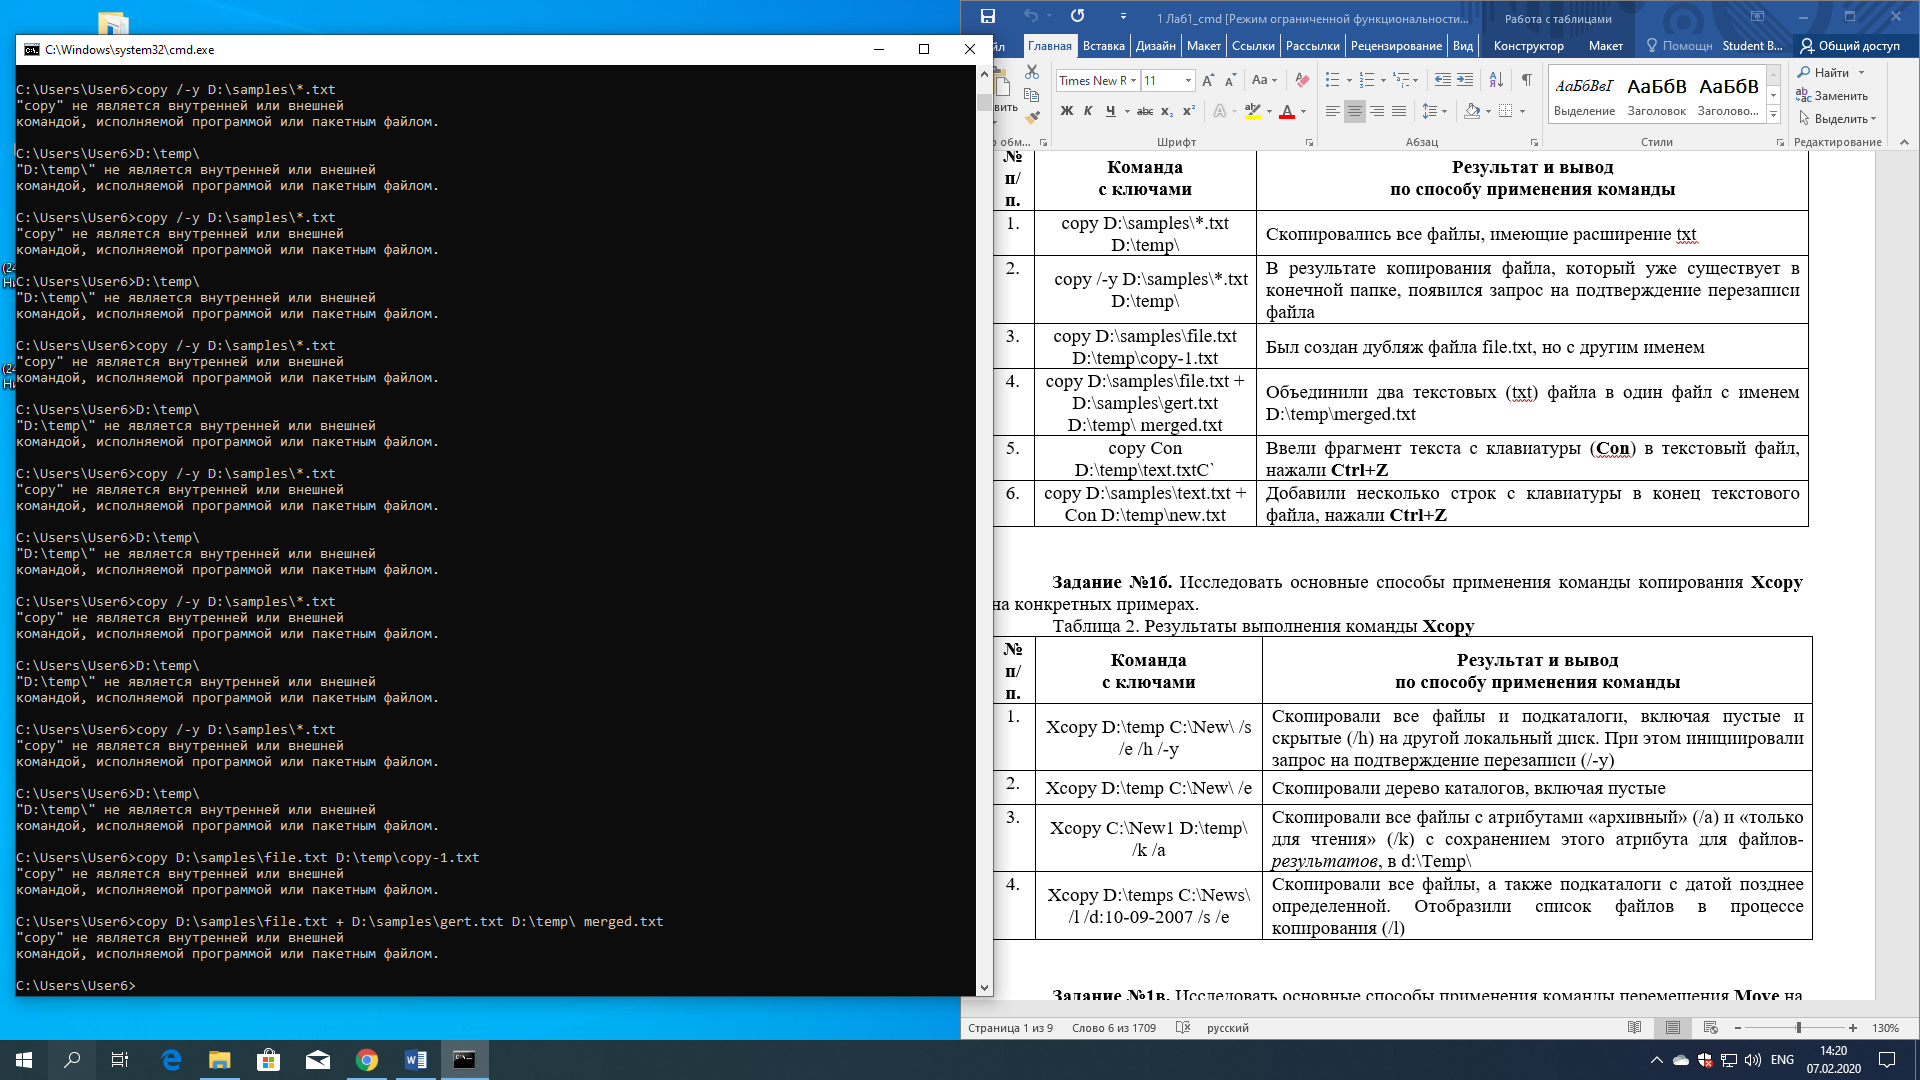 C:\Windows\system32\cmd.exe
C:\Users\User6>copy /-y D:\samples\*.txt
"copy" не является внутренней или внешней
командой, исполняемой программой или пакетным файлом.
C:\Users\User6>D:\temp\
"D:\temp\" не является внутренней или внешней
командой, исполняемой программой или пакетным файлом.
C:\Users\User6>copy /-y D:\samples\*.txt
"copy" не является внутренней или внешней
командой, исполняемой программой или пакетным файлом.
C:\Users\User6>D:\temp\
"D:\temp\" не является внутренней или внешней
командой, исполняемой программой или пакетным файлом.
C:\Users\User6>copy /-y D:\samples\*.txt
"copy" не является внутренней или внешней
командой, исполняемой программой или пакетным файлом.
C:\Users\User6>D:\temp\
"D:\temp\" не является внутренней или внешней
командой, исполняемой программой или пакетным файлом.
C:\Users\User6>copy /-y D:\samples\*.txt
"copy" не является внутренней или внешней
командой, исполняемой программой или пакетным файлом.
C:\Users\User6>D:\temp\
"D:\temp\" не является внутренней или внешней
командой, исполняемой программой или пакетным файлом.
C:\Users\User6>copy /-y D:\samples\*.txt
"copy" не является внутренней или внешней
командой, исполняемой программой или пакетным файлом.
C:\Users\User6>D:\temp\
"D:\temp\" не является внутренней или внешней
командой, исполняемой программой или пакетным файлом.
C:\Users\User6>copy /-y D:\samples\*.txt
"copy" не является внутренней или внешней
командой, исполняемой программой или пакетным файлом.
C:\Users\User6>D:\temp\
"D:\temp\" не является внутренней или внешней
командой, исполняемой программой или пакетным файлом.
C:\Users\User6>copy D:\samples\file.txt D:\temp\copy-1.txt
"copy" не является внутренней или внешней
командой, исполняемой программой или пакетным файлом.
C:\Users\User6>copy D:\samples\file.txt + D:\samples\gert.txt D:\temp\ merged.txt
"copy" не является внутренней или внешней
командой, исполняемой программой или пакетным файлом.
C:\Users\User6>
1 Лаб1_cmd [Режим ограниченной функциональности... Работа с таблицами
Главная Вставка Дизайн Макет Ссылки Рассылки Рецензирование Вид Конструктор Макет Помощн Student B... Общий доступ
Times New R 11 Aa
Ж К Ч abc x₂ x² A А
АаБбВвІ АаБбВ АаБбВ
Выделение Заголовок Заголово...
Найти
Заменить
Выделить
Шрифт Абзац Стили Редактирование
№ п/п.
Команда
с ключами
Результат и вывод
по способу применения команды
1.
copy D:\samples\*.txt
D:\temp\
Скопировались все файлы, имеющие расширение txt
2.
copy /-y D:\samples\*.txt
D:\temp\
В результате копирования файла, который уже существует в
конечной папке, появился запрос на подтверждение перезаписи
файла
3.
copy D:\samples\file.txt
D:\temp\copy-1.txt
Был создан дубляж файла file.txt, но с другим именем
4.
copy D:\samples\file.txt +
D:\samples\gert.txt
D:\temp\ merged.txt
Объединили два текстовых (txt) файла в один файл с именем
D:\temp\merged.txt
5.
copy Con
D:\temp\text.txtC`
Ввели фрагмент текста с клавиатуры (Con) в текстовый файл,
нажали Ctrl+Z
6.
copy D:\samples\text.txt +
Con D:\temp\new.txt
Добавили несколько строк с клавиатуры в конец текстового
файла, нажали Ctrl+Z
Задание №1б. Исследовать основные способы применения команды копирования Xcopy
на конкретных примерах.
Таблица 2. Результаты выполнения команды Xcopy
№
п/
п.
Команда
с ключами
Результат и вывод
по способу применения команды
1.
Xcopy D:\temp C:\New\ /s
/e /h /-y
Скопировали все файлы и подкаталоги, включая пустые и
скрытые (/h) на другой локальный диск. При этом инициировали
запрос на подтверждение перезаписи (/-y)
2.
Xcopy D:\temp C:\New\ /e
Скопировали дерево каталогов, включая пустые
3.
Xcopy C:\New1 D:\temp\
/k /a
Скопировали все файлы с атрибутами «архивный» (/a) и «только
для чтения» (/k) с сохранением этого атрибута для файлов-
результатов, в d:\Temp\
4.
Xcopy D:\temps C:\News\
/l /d:10-09-2007 /s /e
Скопировали все файлы, а также подкаталоги с датой позднее
определенной. Отобразили список файлов в процессе
копирования (/l)
Задание №1в. Исследовать основные способы применения команды перемещения Move на
Страница 1 из 9 Слово 6 из 1709 русский 130%
ENG
14:20
07.02.2020